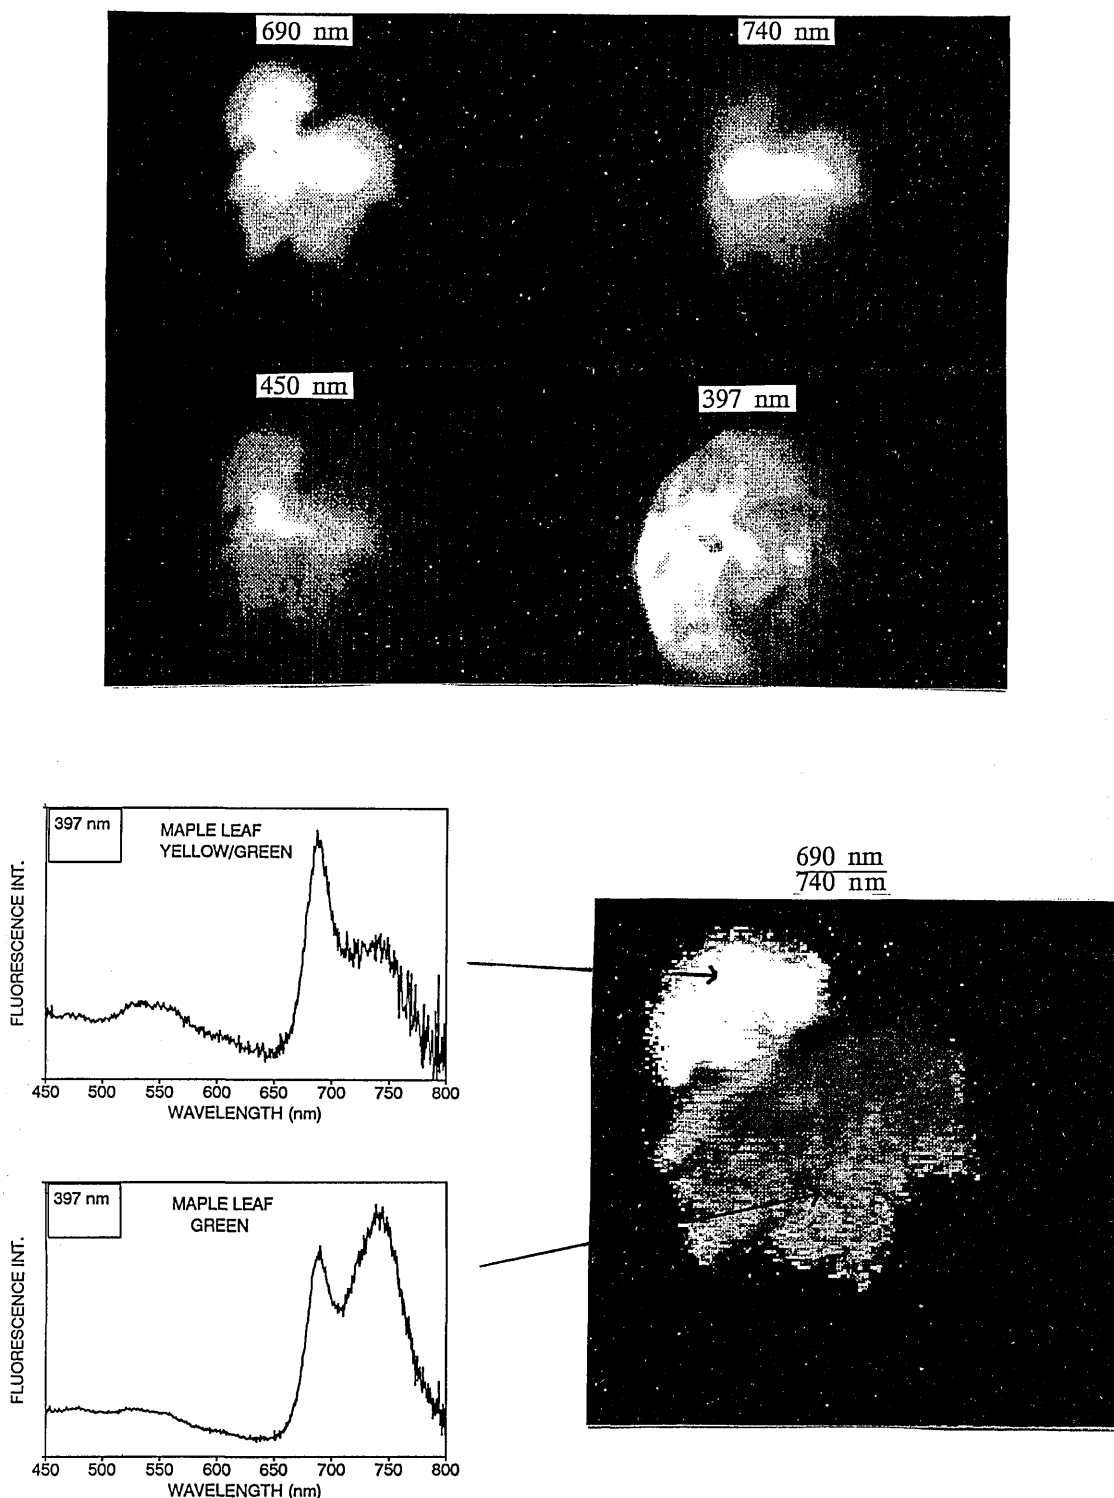 690 nm
740 nm
450 nm
397 nm
397 nm
MAPLE LEAF
YELLOW/GREEN
FLUORESCENCE INT.
450 500 550 600 650 700 750 800
WAVELENGTH (nm)
690 nm
740 nm
397 nm
MAPLE LEAF
GREEN
FLUORESCENCE INT.
450 500 550 600 650 700 750 800
WAVELENGTH (nm)